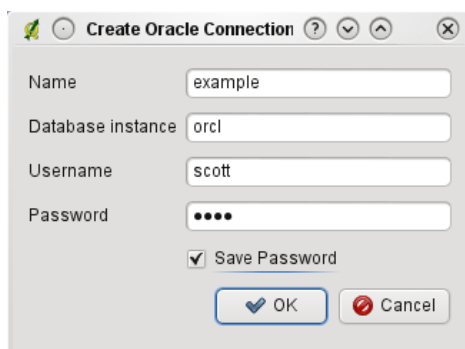 Create Oracle Connection
Name example
Database instance orcl
Username scott
Password ●●●●
Save Password
OK Cancel